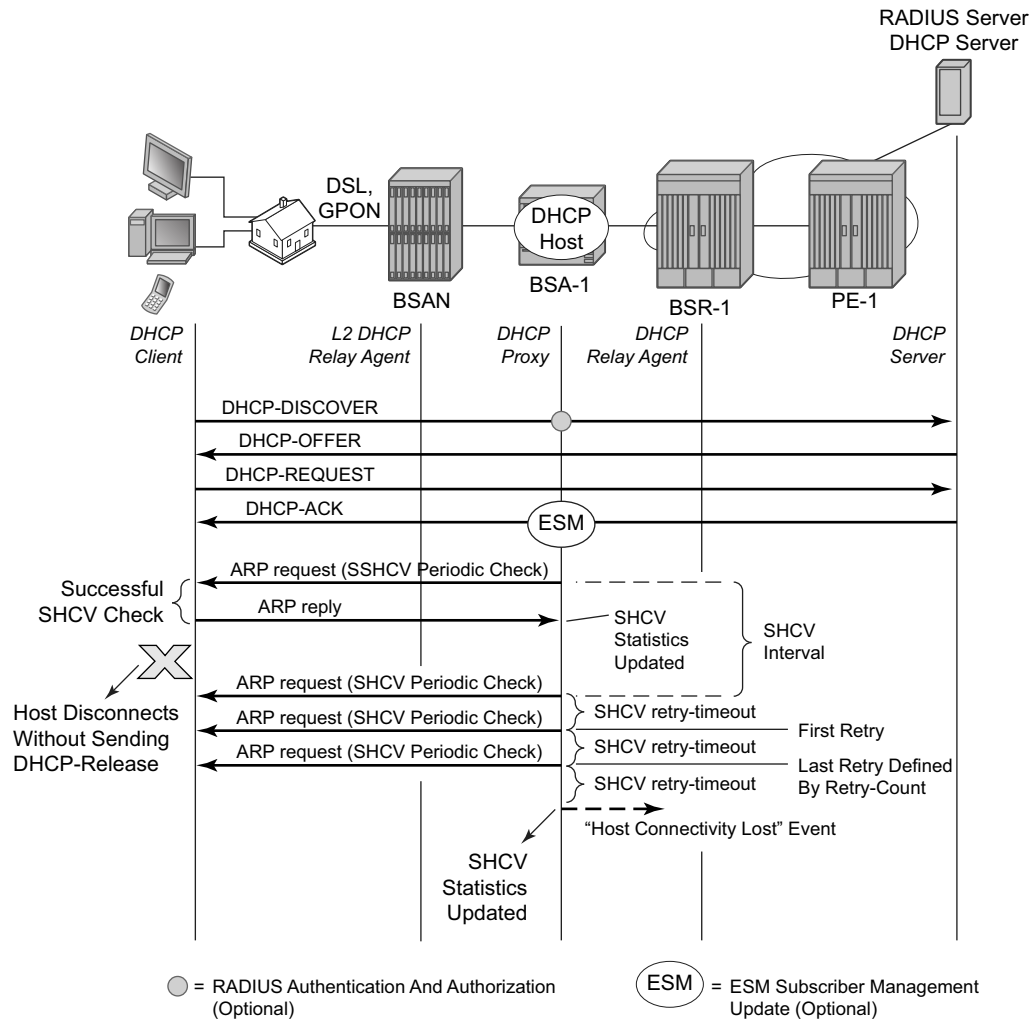 RADIUS Server
DHCP Server
DSL,
GPON
DHCP
Host
BSAN
BSA-1
BSR-1
PE-1
DHCP
Client
L2 DHCP
Relay Agent
DHCP
Proxy
DHCP
Relay Agent
DHCP
Server
DHCP-DISCOVER
DHCP-OFFER
DHCP-REQUEST
DHCP-ACK
ESM
ARP request (SSHCV Periodic Check)
Successful
SHCV Check
ARP reply
SHCV
Statistics
Updated
SHCV
Interval
ARP request (SHCV Periodic Check)
SHCV retry-timeout
Host Disconnects
Without Sending
DHCP-Release
ARP request (SHCV Periodic Check)
First Retry
SHCV retry-timeout
ARP request (SHCV Periodic Check)
Last Retry Defined
By Retry-Count
SHCV retry-timeout
“Host Connectivity Lost” Event
SHCV
Statistics
Updated
= RADIUS Authentication And Authorization
(Optional)
ESM
= ESM Subscriber Management
Update (Optional)